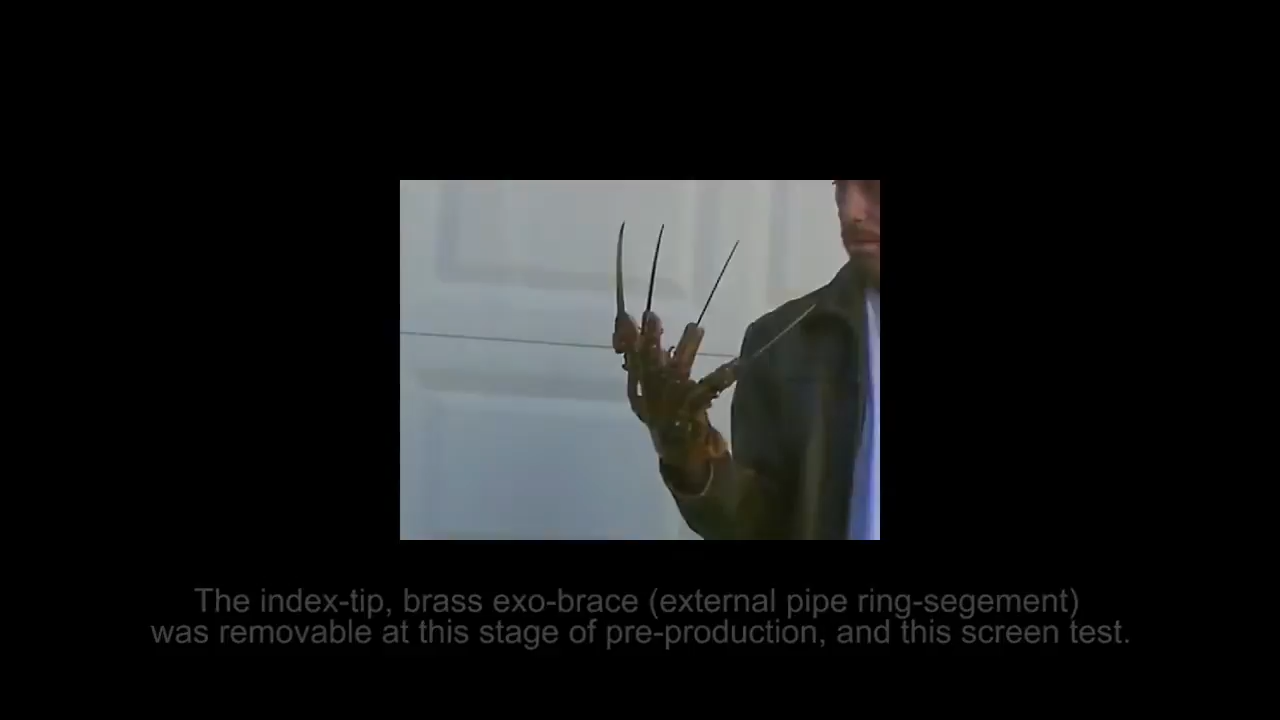 The index-tip, brass exo-brace (external pipe ring-segement)
was removable at this stage of pre-production, and this screen test.